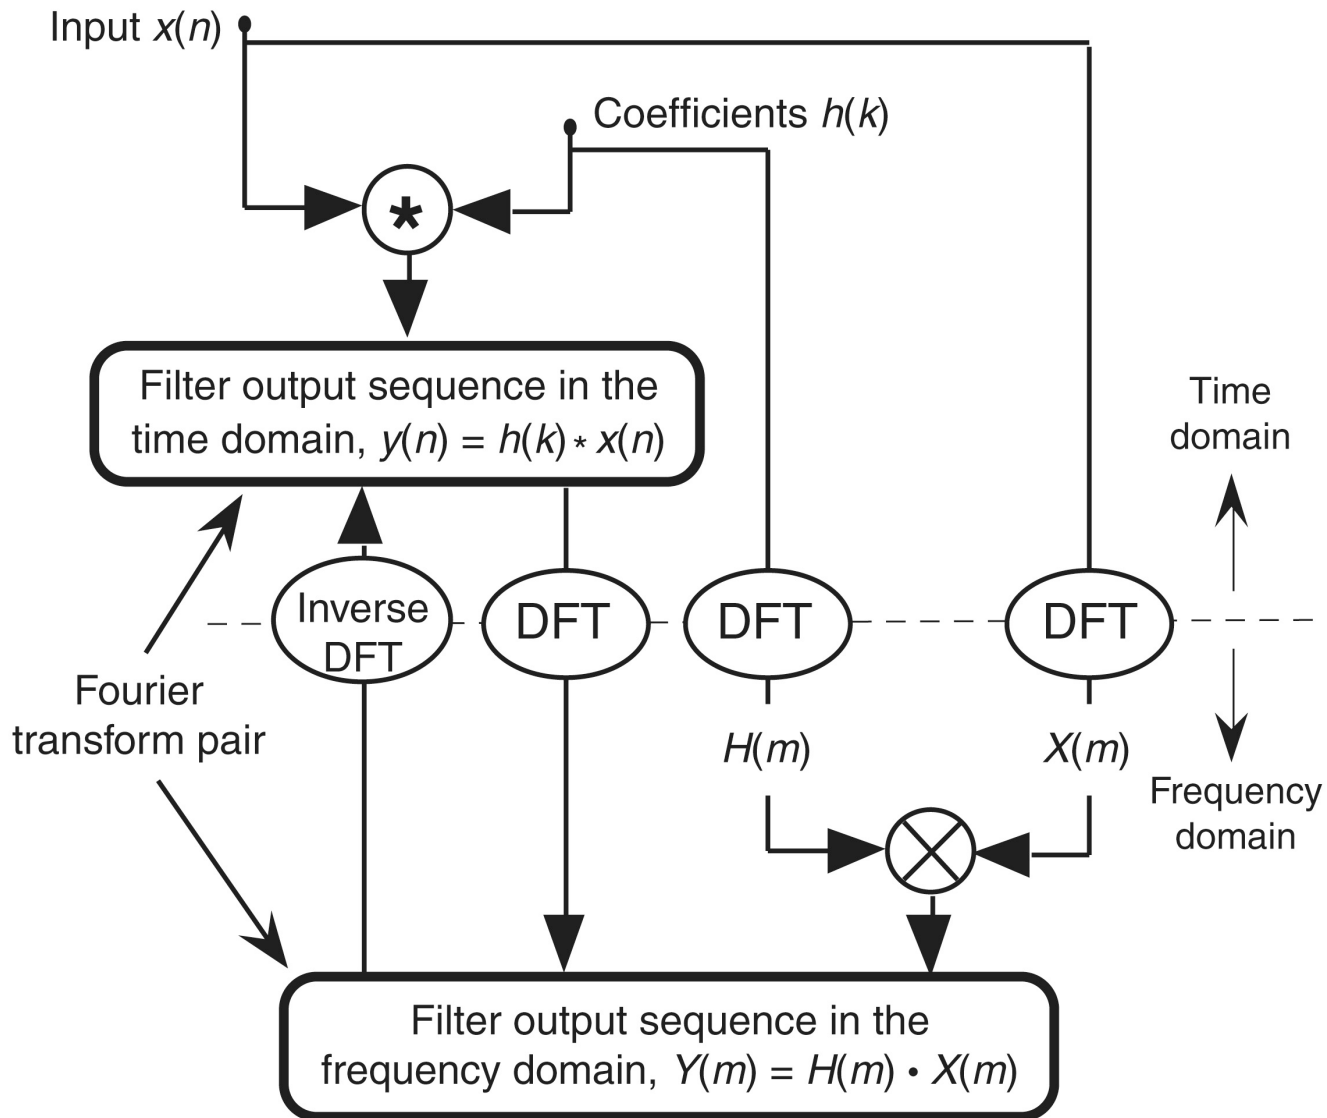 Input x(n)
Coefficients h(k)
*
Filter output sequence in the
time domain, y(n) = h(k) * x(n)
Time
domain
Inverse
DFT
DFT
DFT
DFT
Fourier
transform pair
H(m)
X(m)
Frequency
domain
Filter output sequence in the
frequency domain, Y(m) = H(m) • X(m)